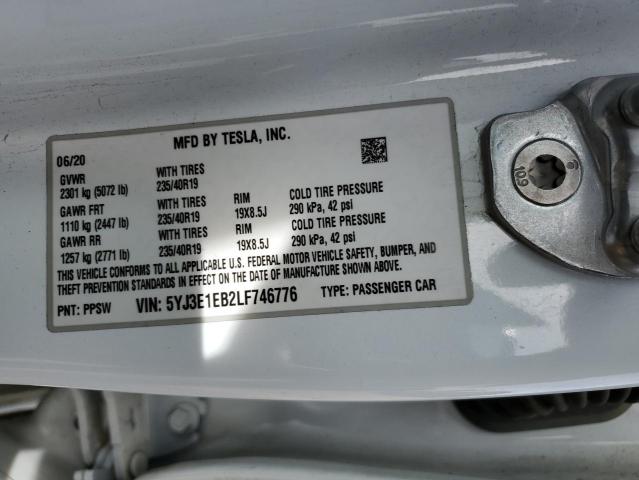 MFD BY TESLA, INC.
06/20
GVWR WITH TIRES
2301 kg (5072 lb) 235/40R19
GAWR FRT WITH TIRES RIM COLD TIRE PRESSURE
1110 kg (2447 lb) 235/40R19 19X8.5J 290 kPa, 42 psi
GAWR RR WITH TIRES RIM COLD TIRE PRESSURE
1257 kg (2771 lb) 235/40R19 19X8.5J 290 kPa, 42 psi
THIS VEHICLE CONFORMS TO ALL APPLICABLE U.S. FEDERAL MOTOR VEHICLE SAFETY, BUMPER, AND
THEFT PREVENTION STANDARDS IN EFFECT ON THE DATE OF MANUFACTURE SHOWN ABOVE.
PNT: PPSW VIN: 5YJ3E1EB2LF746776 TYPE: PASSENGER CAR
10.9